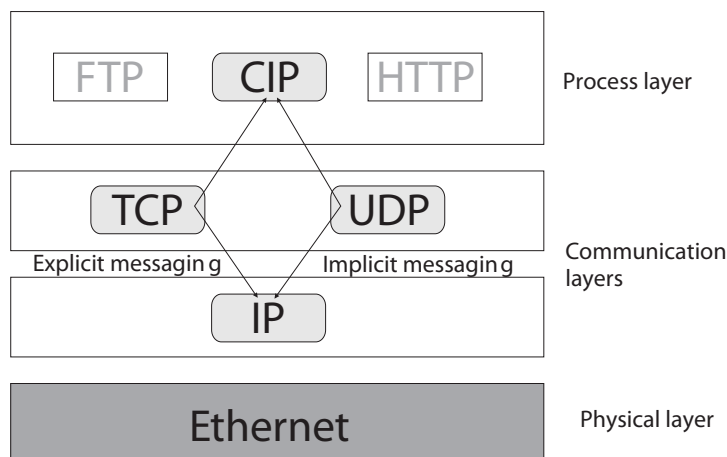 FTP CIP HTTP
Process layer
TCP UDP
Explicit messagin g Implicit messagin g
Communication
layers
IP
Ethernet
Physical layer